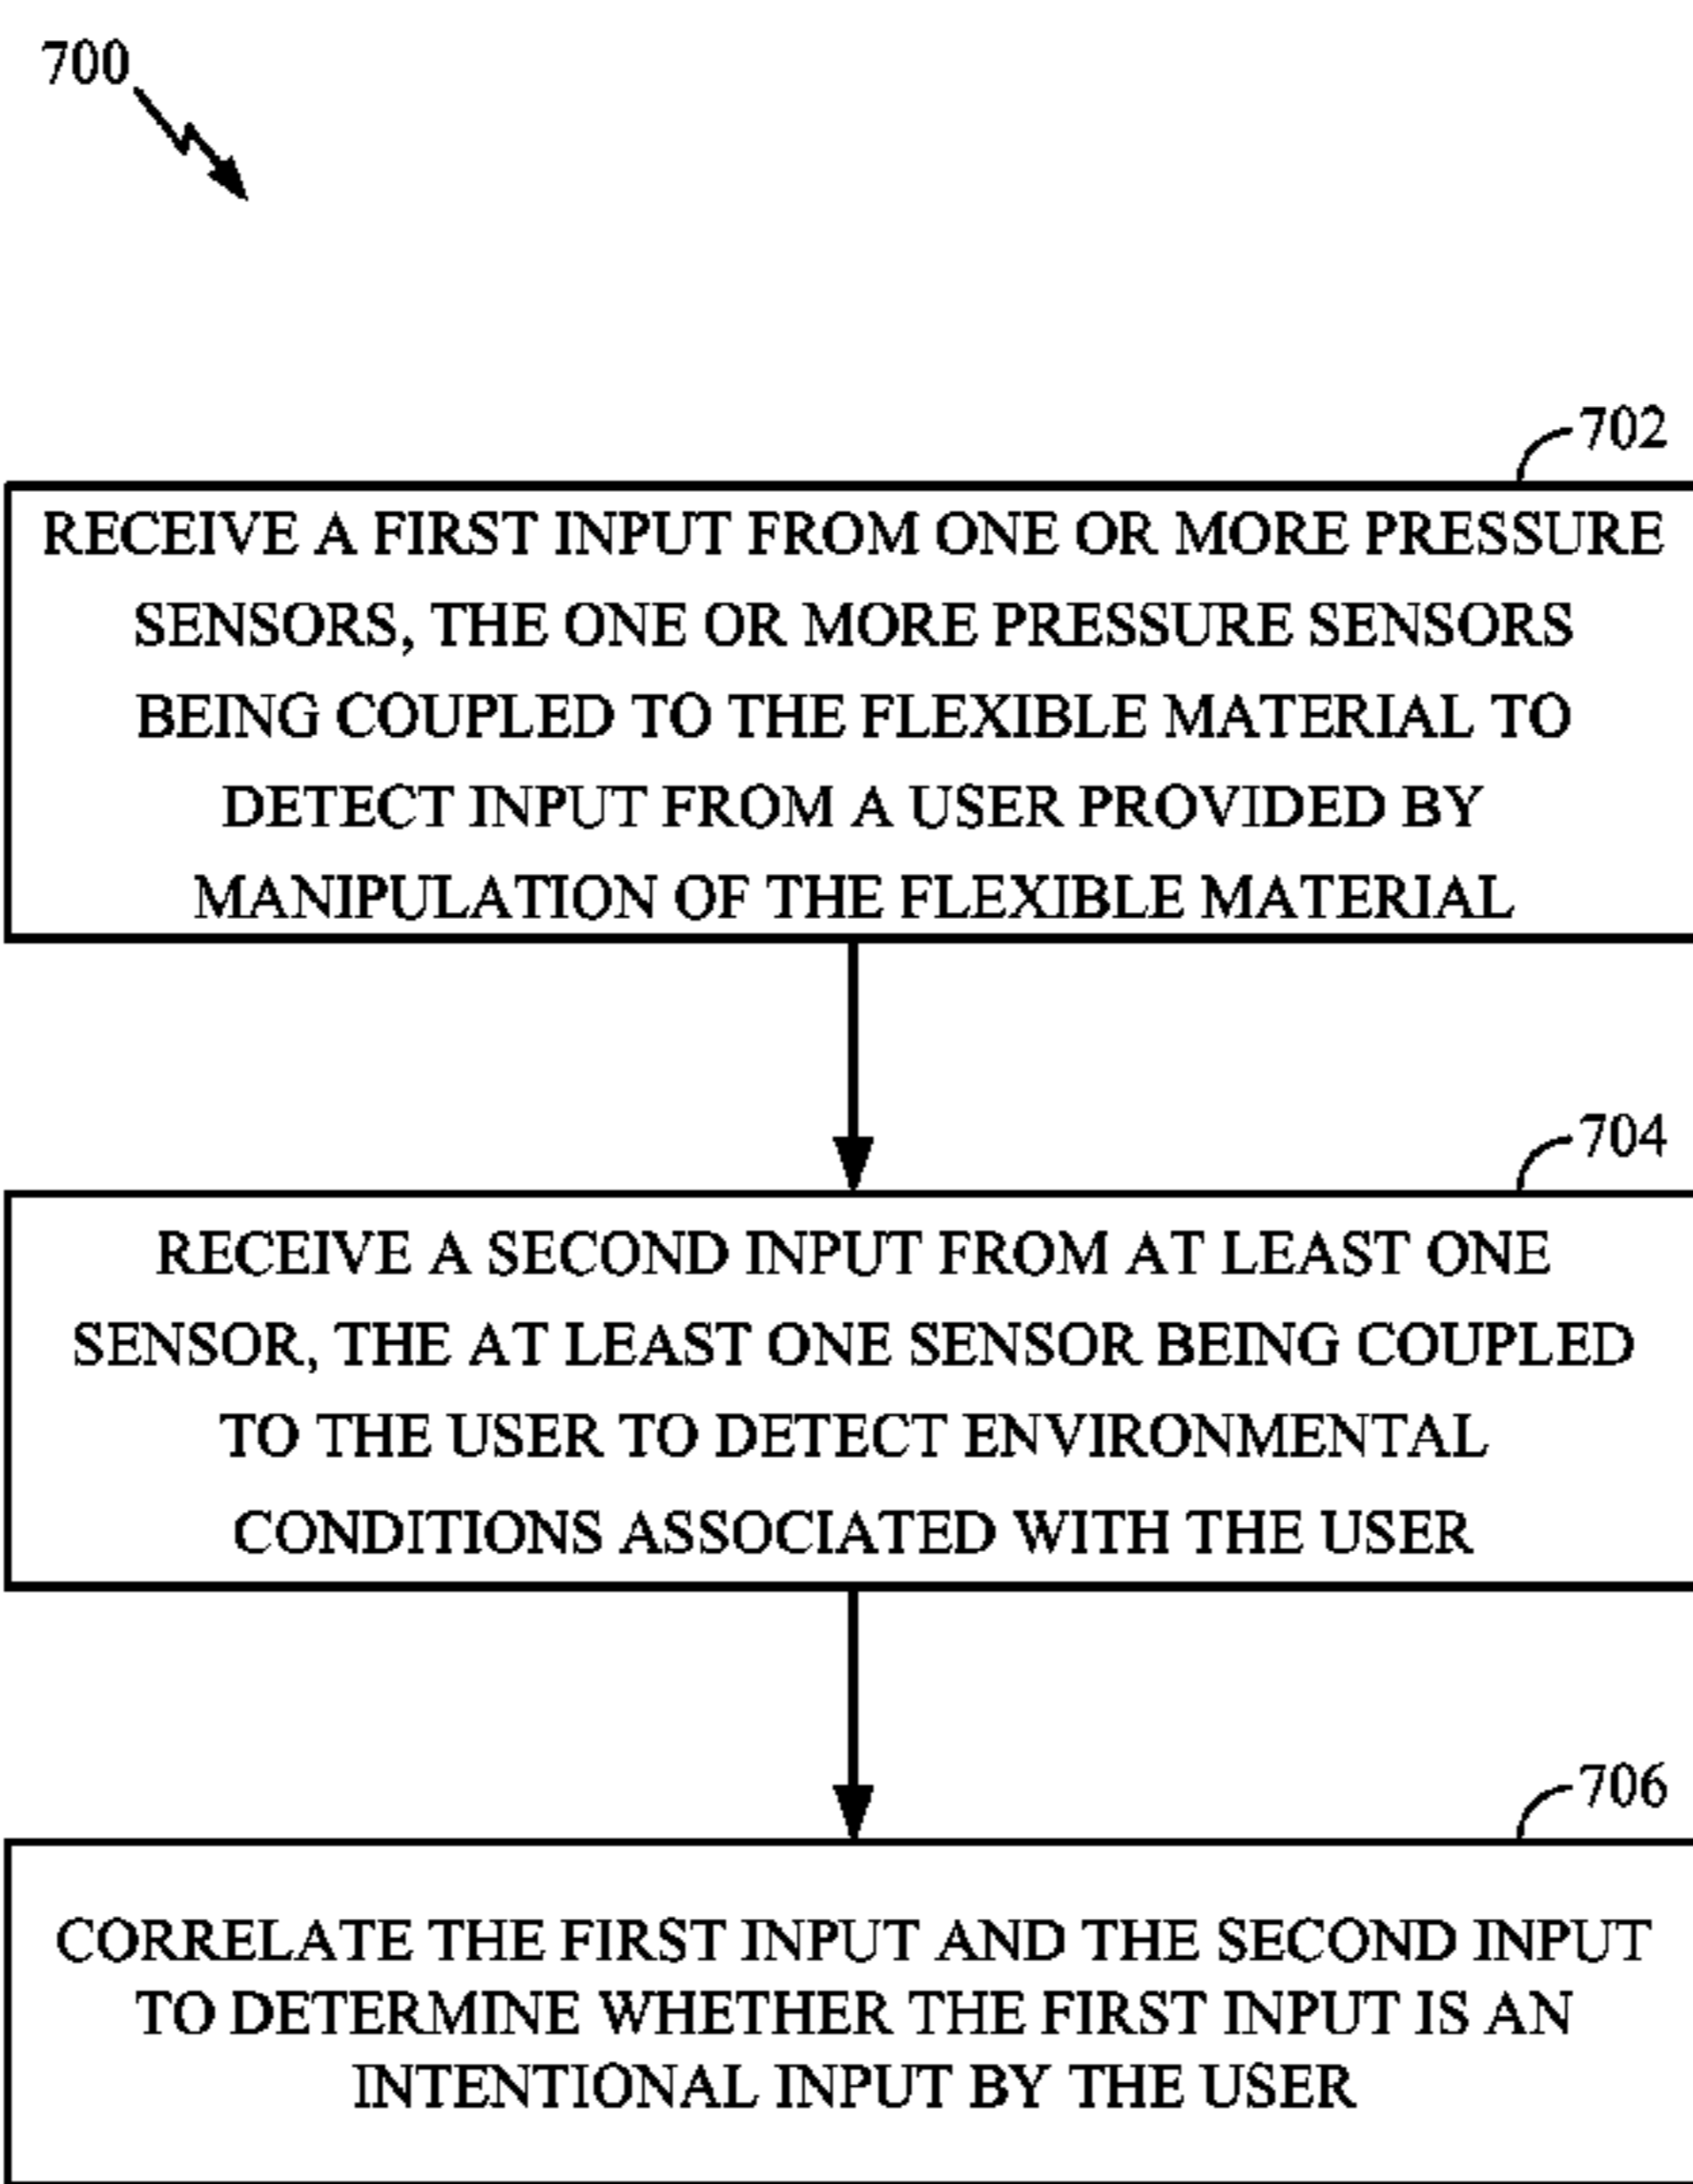 700
702
RECEIVE A FIRST INPUT FROM ONE OR MORE PRESSURE
SENSORS, THE ONE OR MORE PRESSURE SENSORS
BEING COUPLED TO THE FLEXIBLE MATERIAL TO
DETECT INPUT FROM A USER PROVIDED BY
MANIPULATION OF THE FLEXIBLE MATERIAL
704
RECEIVE A SECOND INPUT FROM AT LEAST ONE
SENSOR, THE AT LEAST ONE SENSOR BEING COUPLED
TO THE USER TO DETECT ENVIRONMENTAL
CONDITIONS ASSOCIATED WITH THE USER
706
CORRELATE THE FIRST INPUT AND THE SECOND INPUT
TO DETERMINE WHETHER THE FIRST INPUT IS AN
INTENTIONAL INPUT BY THE USER